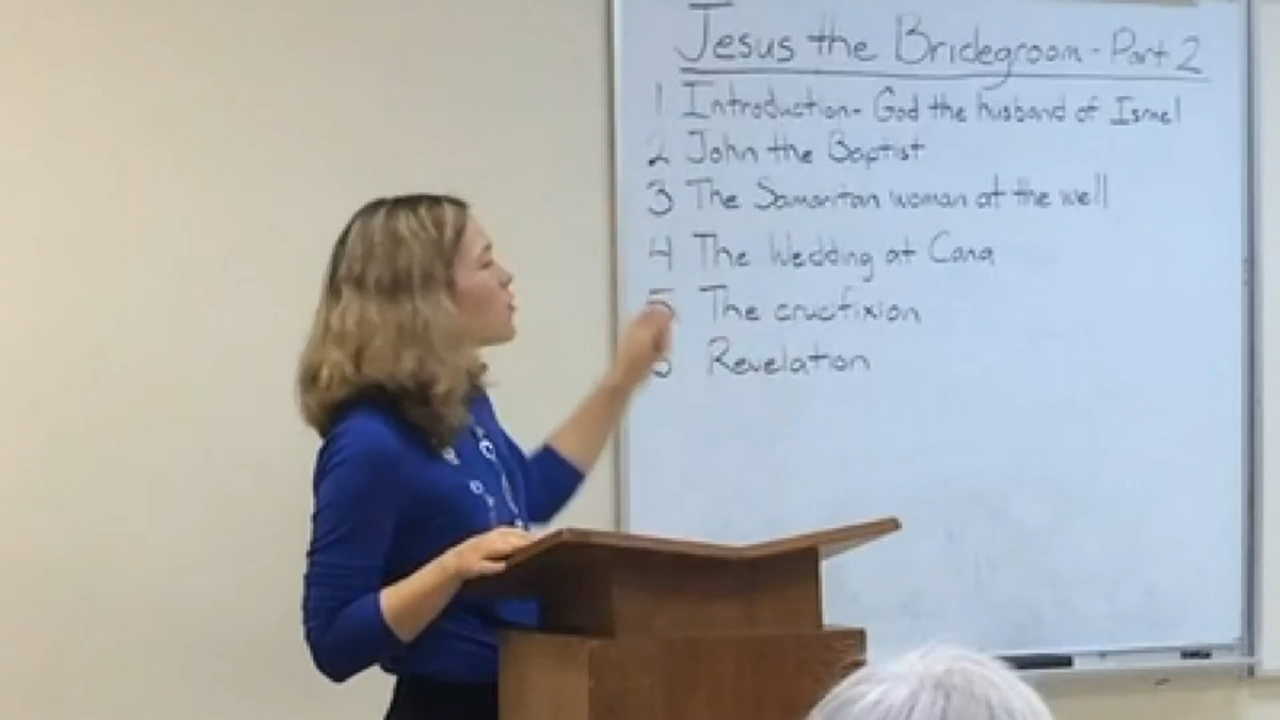 Jesus the Bridegroom - Part 2
1 Introduction- God the husband of Israel
2 John the Baptist
3 The Samaritan woman at the well
4 The Wedding at Cana
5 The crucifixion
6 Revelation